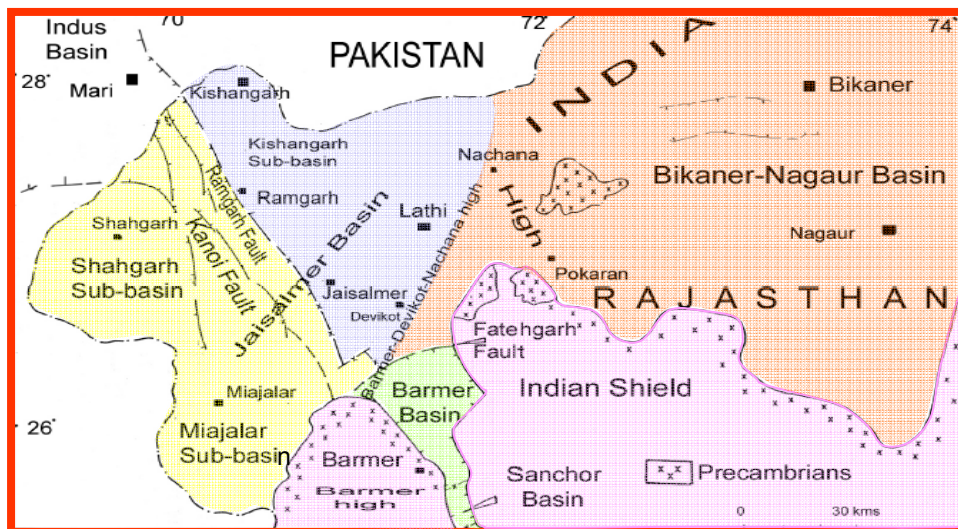 70
72
74°
Indus
Basin
PAKISTAN
INDIA
28°
Mari
Kishangarh
Bikaner
Kishangarh
Sub-basin
Nachana
Ramgarh Fault
Ramgarh
Bikaner-Nagaur Basin
Lathi
High
Shahgarh
Kanoi Fault
Nagaur
Shahgarh
Sub-basin
Jaisalmer Basin
Pokaran
Jaisalmer
Devikot
RAJASTHAN
Barmer-Devikot-Nachana high
Fatehgarh
Fault
Miajalar
Barmer
Basin
Indian Shield
26°
Miajalar
Sub-basin
Barmer
Barmer high
Sanchor
Basin
Precambrians
0 30 kms